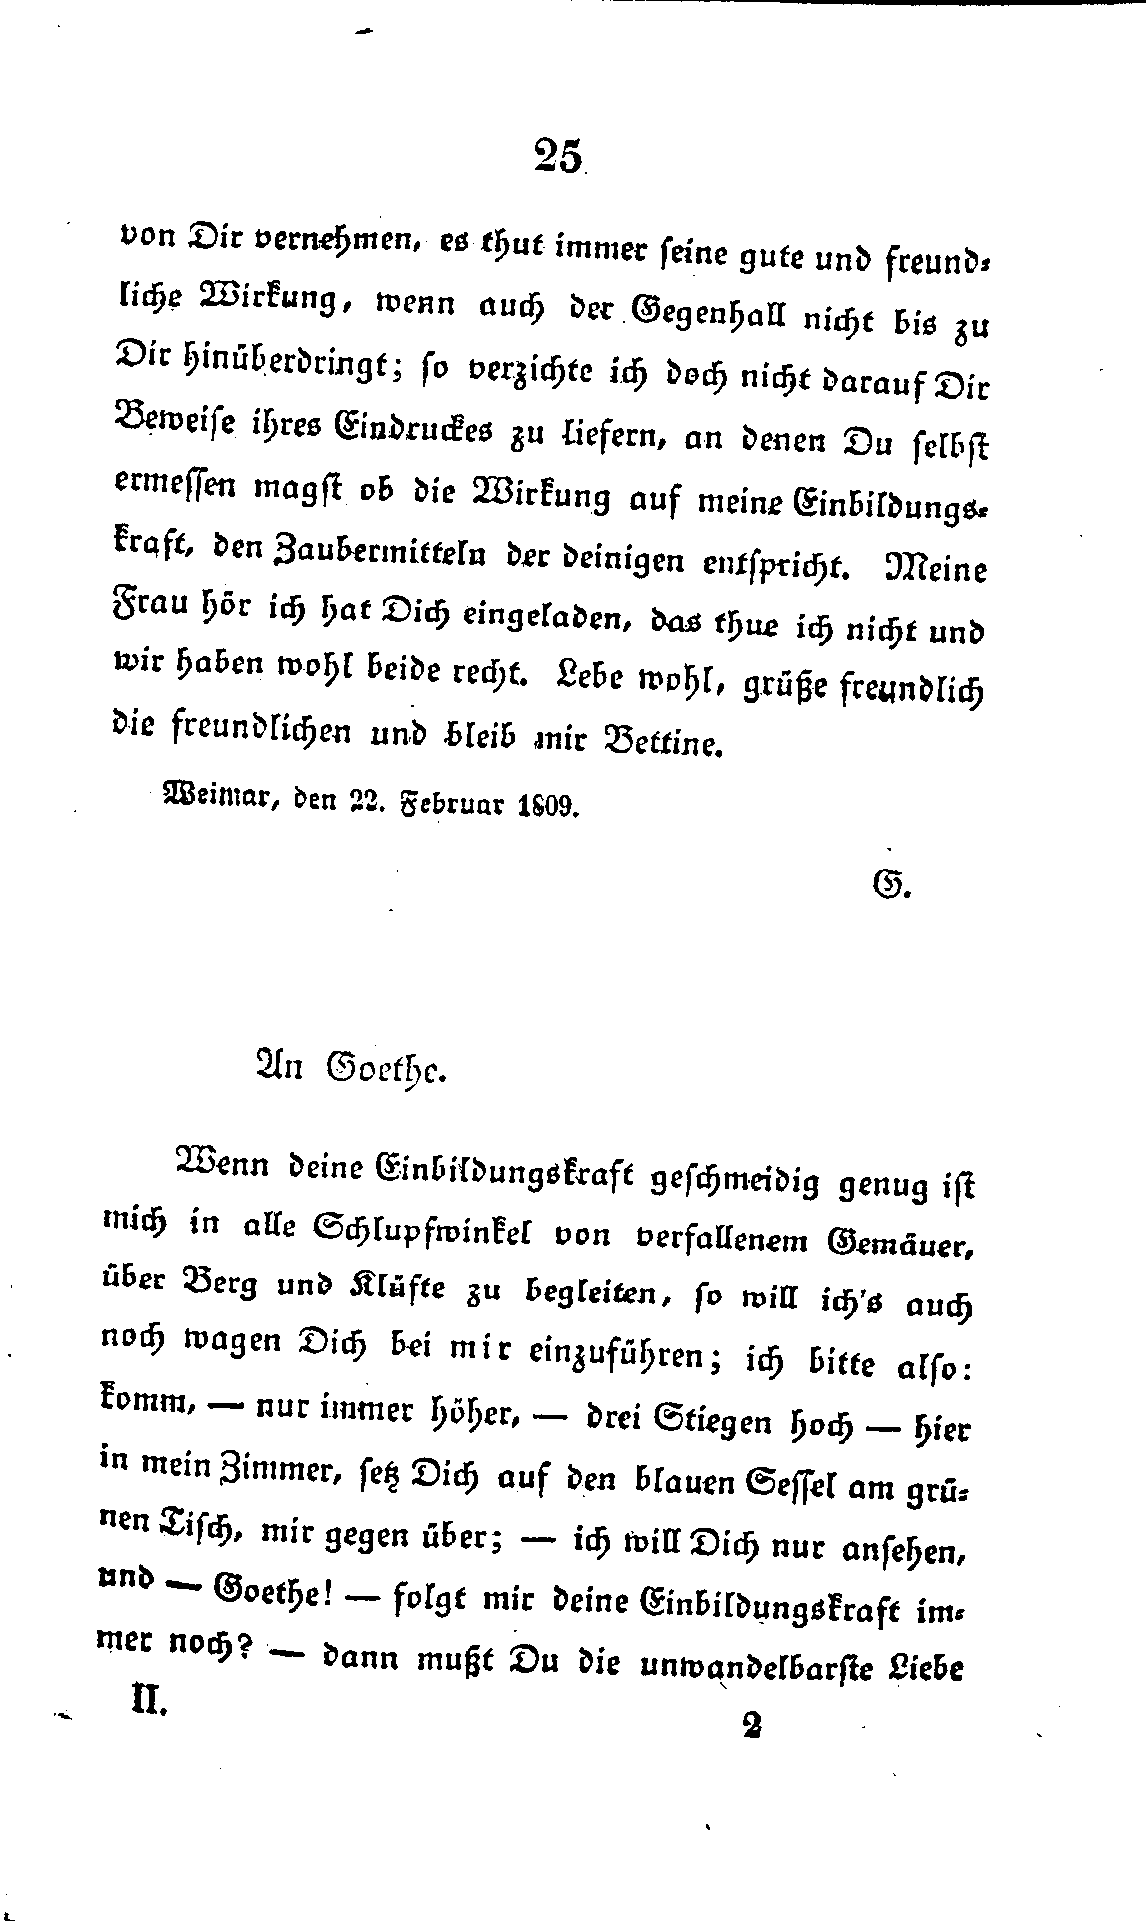 25
von Dir vernehmen, es thut immer seine gute und freund-
liche Wirkung, wenn auch der Gegenhall nicht bis zu
Dir hinüberdringt; so verzichte ich doch nicht darauf Dir
Beweise ihres Eindruckes zu liefern, an denen Du selbst
ermessen magst ob die Wirkung auf meine Einbildungs-
kraft, den Zaubermitteln der deinigen entspricht. Meine
Frau hör ich hat Dich eingeladen, das thue ich nicht und
wir haben wohl beide recht. Lebe wohl, grüße freundlich
die freundlichen und bleib mir Bettine.
Weimar, den 22. Februar 1809.
G.
An Goethe.
Wenn deine Einbildungskraft geschmeidig genug ist
mich in alle Schlupfwinkel von verfallenem Gemäuer,
über Berg und Klüfte zu begleiten, so will ich's auch
noch wagen Dich bei mir einzuführen; ich bitte also:
komm, — nur immer höher, — drei Stiegen hoch — hier
in mein Zimmer, setz Dich auf den blauen Sessel am grü-
nen Tisch, mir gegen über; — ich will Dich nur ansehen,
und — Goethe! — folgt mir deine Einbildungskraft im-
mer noch? — dann mußt Du die unwandelbarste Liebe
II.
2